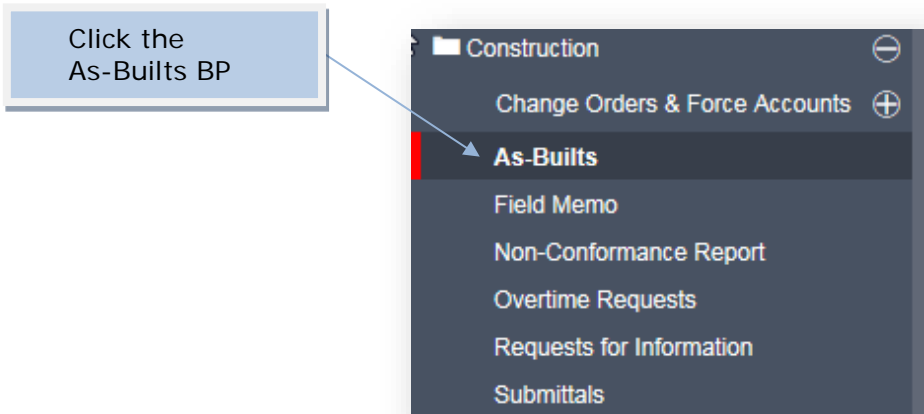 Click the
As-Builts BP
Construction
Change Orders & Force Accounts
As-Builts
Field Memo
Non-Conformance Report
Overtime Requests
Requests for Information
Submittals